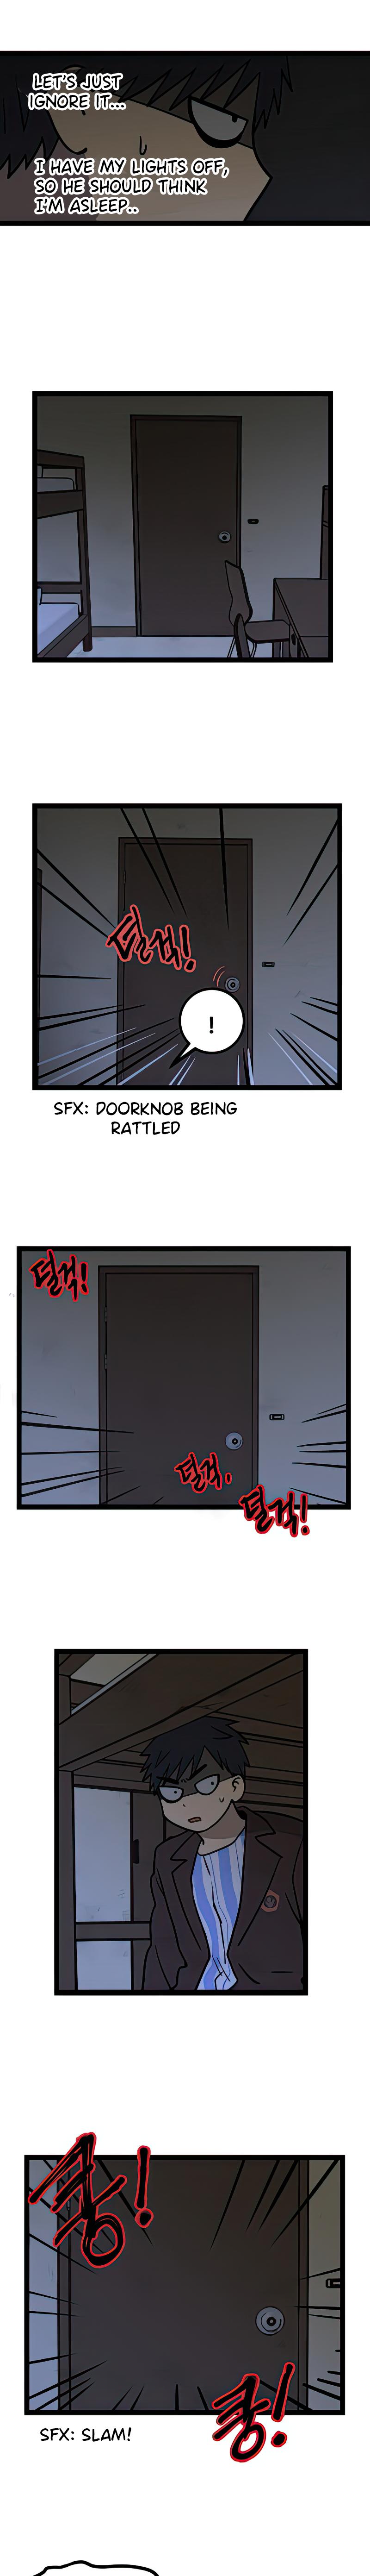 LET'S JUST
IGNORE IT...
I HAVE MY LIGHTS OFF,
SO HE SHOULD THINK
I'M ASLEEP..
덜컥!
!
SFX: DOORKNOB BEING
RATTLED
덜컥!
덜컥.
덜컥!
쿵!
쿵!
SFX: SLAM!